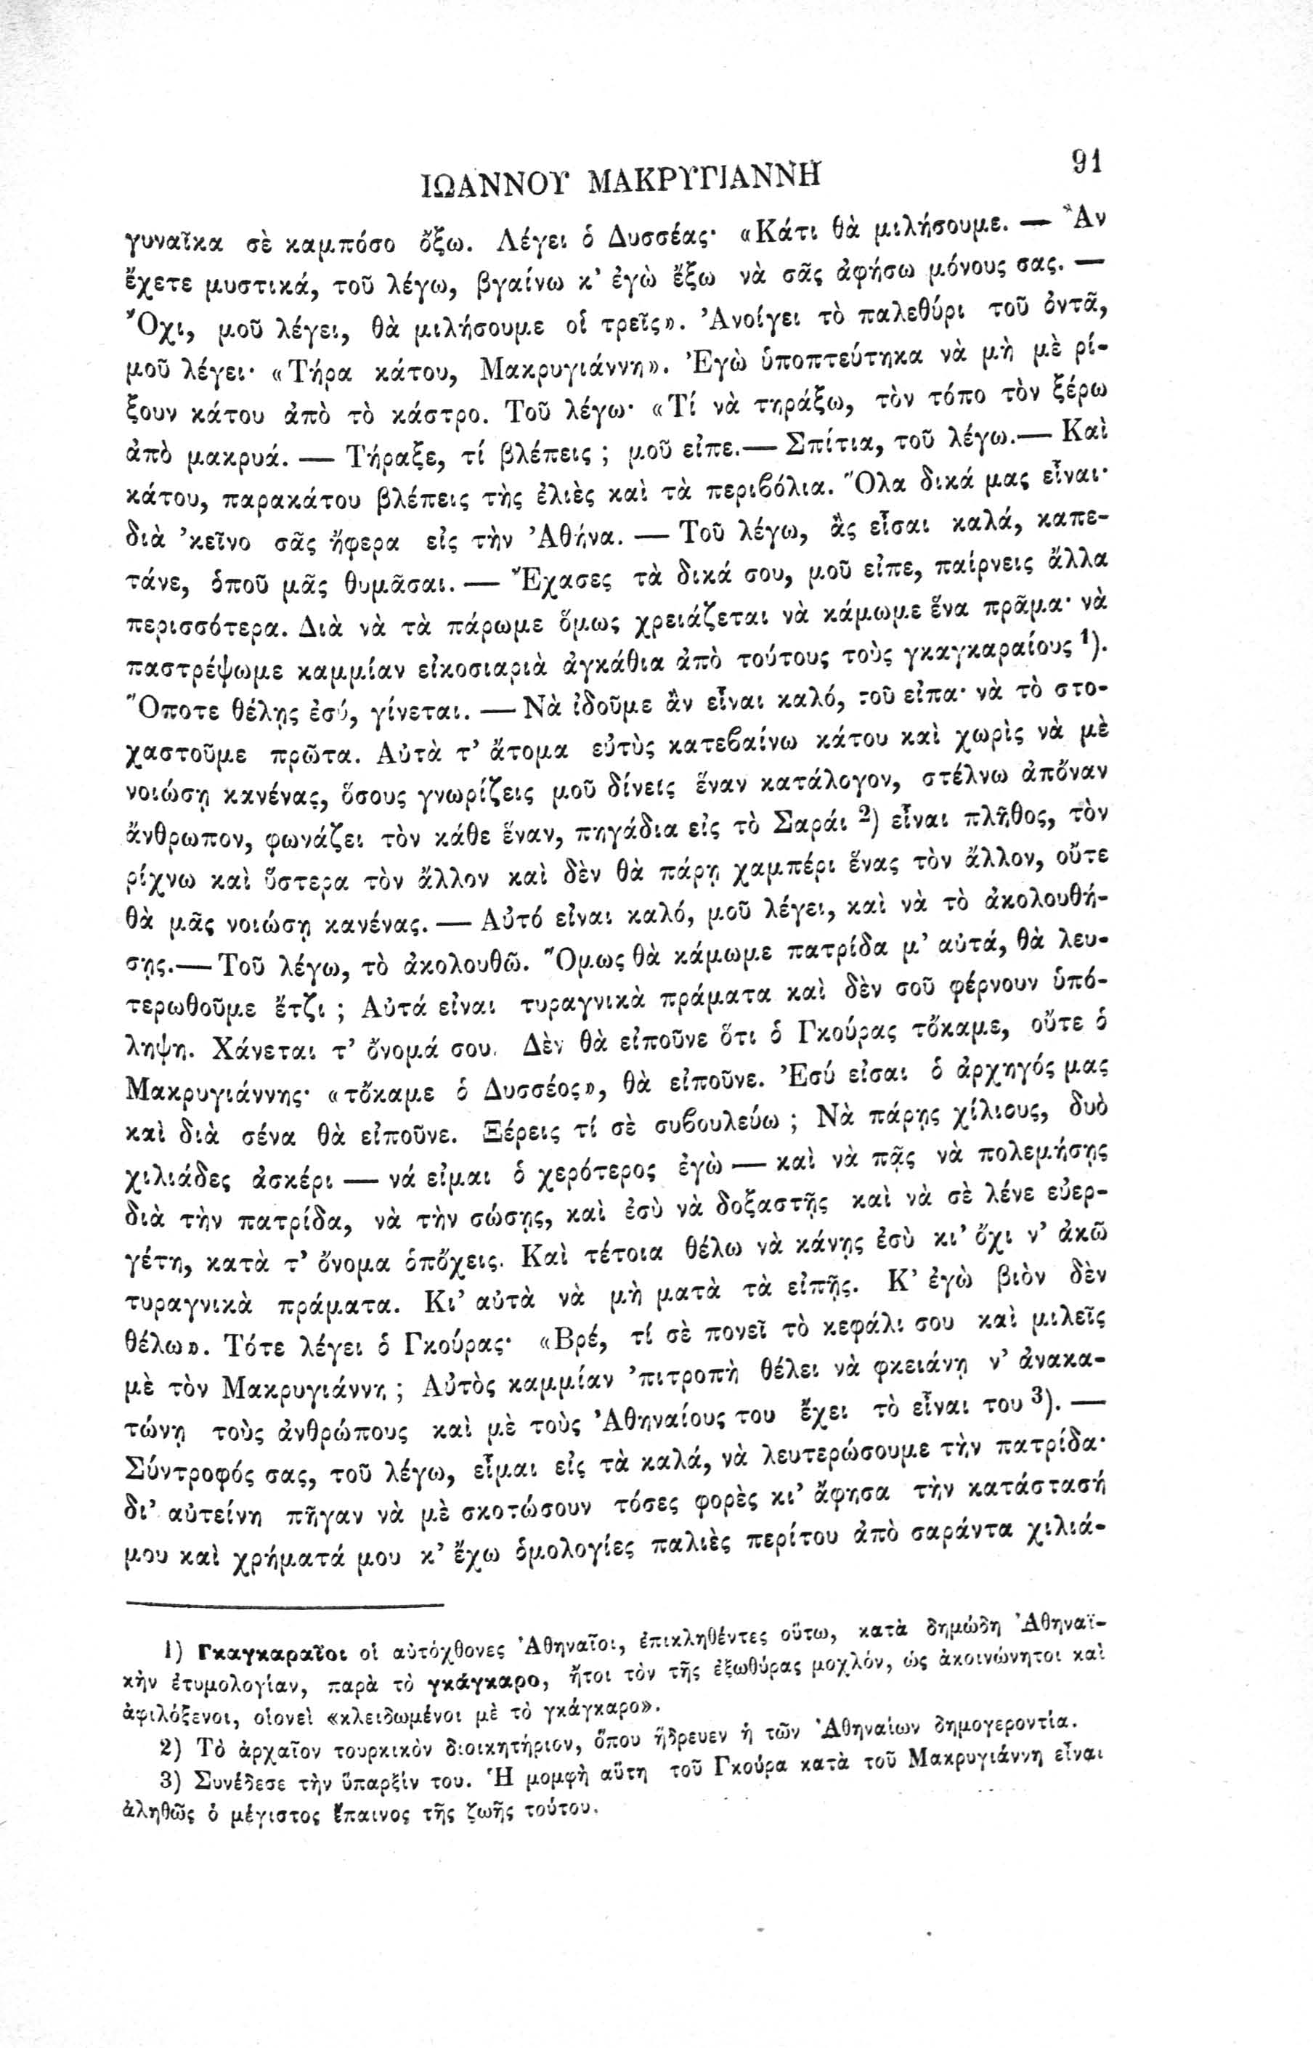 ΙΩΑΝΝΟΥ ΜΑΚΡΥΓΙΑΝΝΗ 91
γυναῖκα σὲ καμπόσο ὄξω. Λέγει ὁ Δυσσέας· «Κάτι θὰ μιλήσουμε. — Ἂν
ἔχετε μυστικά, τοῦ λέγω, βγαίνω κ’ ἐγὼ ἔξω νὰ σᾶς ἀφήσω μόνους σας. —
Ὄχι, μοῦ λέγει, θὰ μιλήσουμε οἱ τρεῖς». Ἀνοίγει τὸ παλεθύρι τοῦ ὀντᾶ,
μοῦ λέγει· «Τήρα κάτου, Μακρυγιάννη». Ἐγὼ ὑποπτεύτηκα νὰ μὴ μὲ ρί-
ξουν κάτου ἀπὸ τὸ κάστρο. Τοῦ λέγω· «Τί νὰ τηράξω, τὸν τόπο τὸν ξέρω
ἀπὸ μακρυά. — Τήραξε, τί βλέπεις ; μοῦ εἶπε.— Σπίτια, τοῦ λέγω.— Καὶ
κάτου, παρακάτου βλέπεις τῆς ἐλιὲς καὶ τὰ περιβόλια. Ὅλα δικά μας εἶναι·
διὰ ’κεῖνο σᾶς ἤφερα εἰς τὴν Ἀθήνα. — Τοῦ λέγω, ἂς εἶσαι καλά, καπε-
τάνε, ὁποῦ μᾶς θυμᾶσαι. — Ἔχασες τὰ δικά σου, μοῦ εἶπε, παίρνεις ἄλλα
περισσότερα. Διὰ νὰ τὰ πάρωμε ὅμως χρειάζεται νὰ κάμωμε ἕνα πρᾶμα· νὰ
παστρέψωμε καμμίαν εἰκοσιαριὰ ἀγκάθια ἀπὸ τούτους τοὺς γκαγκαραίους ¹).
Ὅποτε θέλῃς ἐσύ, γίνεται. — Νὰ ἰδοῦμε ἂν εἶναι καλό, τοῦ εἶπα· νὰ τὸ στο-
χαστοῦμε πρῶτα. Αὐτὰ τ’ ἄτομα εὐτὺς κατεβαίνω κάτου καὶ χωρὶς νὰ μὲ
νοιώσῃ κανένας, ὅσους γνωρίζεις μοῦ δίνεις ἕναν κατάλογον, στέλνω ἀπὄναν
ἄνθρωπον, φωνάζει τὸν κάθε ἕναν, πηγάδια εἰς τὸ Σαράι ²) εἶναι πλῆθος, τὸν
ρίχνω καὶ ὕστερα τὸν ἄλλον καὶ δὲν θὰ πάρῃ χαμπέρι ἕνας τὸν ἄλλον, οὔτε
θὰ μᾶς νοιώσῃ κανένας. — Αὐτό εἶναι καλό, μοῦ λέγει, καὶ νὰ τὸ ἀκολουθή-
σῃς.— Τοῦ λέγω, τὸ ἀκολουθῶ. Ὅμως θὰ κάμωμε πατρίδα μ’ αὐτά, θὰ λευ-
τερωθοῦμε ἔτζι ; Αὐτά εἶναι τυραγνικὰ πράματα καὶ δὲν σοῦ φέρνουν ὑπό-
ληψη. Χάνεται τ’ ὄνομά σου. Δὲν θὰ εἰποῦνε ὅτι ὁ Γκούρας τὄκαμε, οὔτε ὁ
Μακρυγιάννης· «τὄκαμε ὁ Δυσσέος», θὰ εἰποῦνε. Ἐσύ εἶσαι ὁ ἀρχηγός μας
καὶ διὰ σένα θὰ εἰποῦνε. Ξέρεις τί σὲ συβουλεύω ; Νὰ πάρῃς χίλιους, δυὸ
χιλιάδες ἀσκέρι — νά εἶμαι ὁ χερότερος ἐγὼ — καὶ νὰ πᾷς νὰ πολεμήσῃς
διὰ τὴν πατρίδα, νὰ τὴν σώσῃς, καὶ ἐσὺ νὰ δοξαστῇς καὶ νὰ σὲ λένε εὐερ-
γέτη, κατὰ τ’ ὄνομα ὁπὄχεις. Καὶ τέτοια θέλω νὰ κάνῃς ἐσὺ κι’ ὄχι ν’ ἀκῶ
τυραγνικὰ πράματα. Κι’ αὐτὰ νὰ μὴ ματὰ τὰ εἰπῇς. Κ’ ἐγὼ βιὸν δὲν
θέλω». Τότε λέγει ὁ Γκούρας· «Βρέ, τί σὲ πονεῖ τὸ κεφάλι σου καὶ μιλεῖς
μὲ τὸν Μακρυγιάννη ; Αὐτὸς καμμίαν ’πιτροπὴ θέλει νὰ φκειάνῃ ν’ ἀνακα-
τώνῃ τοὺς ἀνθρώπους καὶ μὲ τοὺς Ἀθηναίους του ἔχει τὸ εἶναι του ³). —
Σύντροφός σας, τοῦ λέγω, εἶμαι εἰς τὰ καλά, νὰ λευτερώσουμε τὴν πατρίδα·
δι’ αὐτείνη πῆγαν νὰ μὲ σκοτώσουν τόσες φορὲς κι’ ἄφησα τὴν κατάστασή
μου καὶ χρήματά μου κ’ ἔχω ὁμολογίες παλιὲς περίτου ἀπὸ σαράντα χιλιά-
1) Γκαγκαραῖοι οἱ αὐτόχθονες Ἀθηναῖοι, ἐπικληθέντες οὕτω, κατὰ δημώδη Ἀθηναϊ-
κὴν ἐτυμολογίαν, παρὰ τὸ γκάγκαρο, ἤτοι τὸν τῆς ἐξωθύρας μοχλόν, ὡς ἀκοινώνητοι καὶ
ἀφιλόξενοι, οἱονεὶ «κλειδωμένοι μὲ τὸ γκάγκαρο».
2) Τὸ ἀρχαῖον τουρκικὸν διοικητήριον, ὅπου ἥδρευεν ἡ τῶν Ἀθηναίων δημογεροντία.
3) Συνέδεσε τὴν ὕπαρξίν του. Ἡ μομφὴ αὕτη τοῦ Γκούρα κατὰ τοῦ Μακρυγιάννη εἶναι
ἀληθῶς ὁ μέγιστος ἔπαινος τῆς ζωῆς τούτου.